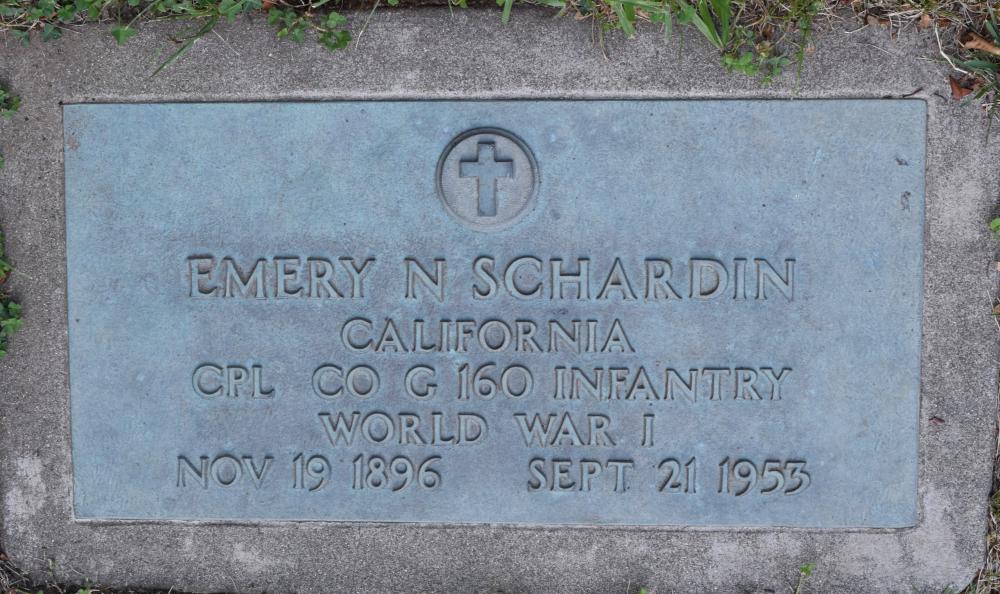 EMERY N SCHARDIN
CALIFORNIA
CPL CO G 160 INFANTRY
WORLD WAR I
NOV 19 1896 SEPT 21 1953